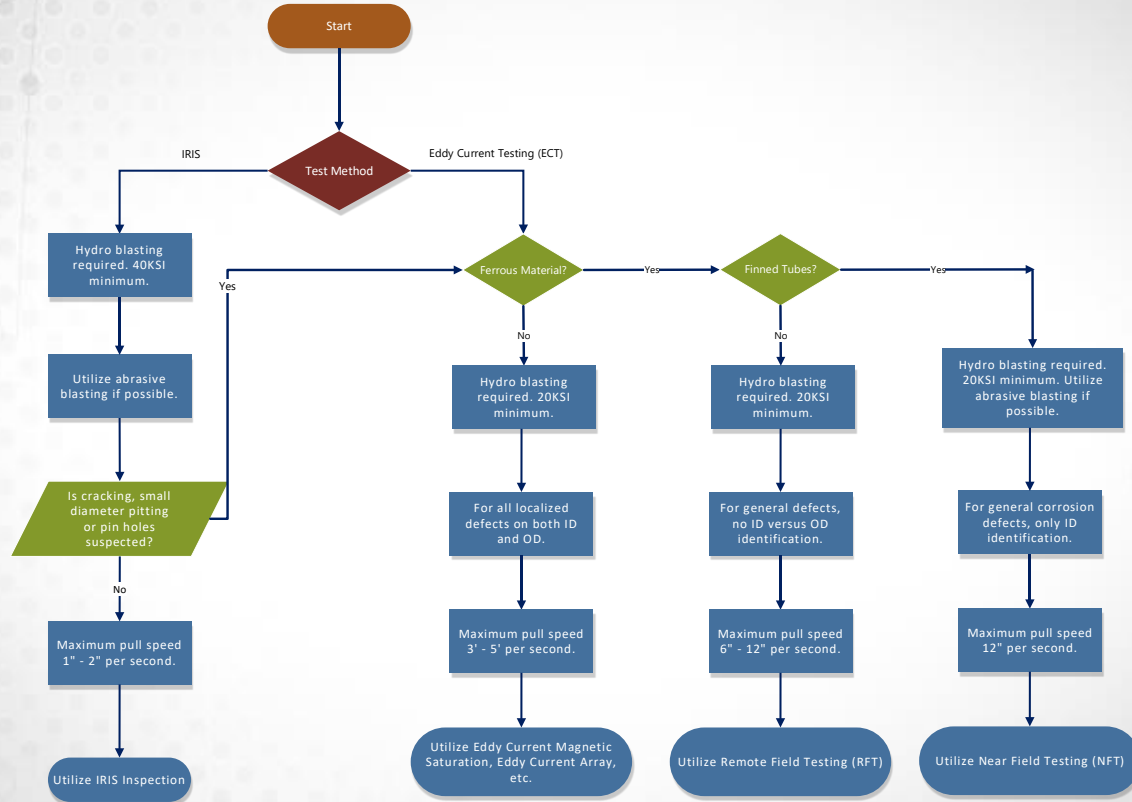 Start
Test Method
IRIS
Eddy Current Testing (ECT)
Hydro blasting
required. 40KSI
minimum.
Utilize abrasive
blasting if possible.
Is cracking, small
diameter pitting
or pin holes
suspected?
Yes
No
Maximum pull speed
1" - 2" per second.
Utilize IRIS Inspection
Ferrous Material?
Yes
No
Hydro blasting
required. 20KSI
minimum.
For all localized
defects on both ID
and OD.
Maximum pull speed
3' - 5' per second.
Utilize Eddy Current Magnetic
Saturation, Eddy Current Array,
etc.
Finned Tubes?
Yes
No
Hydro blasting
required. 20KSI
minimum.
For general defects,
no ID versus OD
identification.
Maximum pull speed
6" - 12" per second.
Utilize Remote Field Testing (RFT)
Hydro blasting required.
20KSI minimum. Utilize
abrasive blasting if
possible.
For general corrosion
defects, only ID
identification.
Maximum pull speed
12" per second.
Utilize Near Field Testing (NFT)